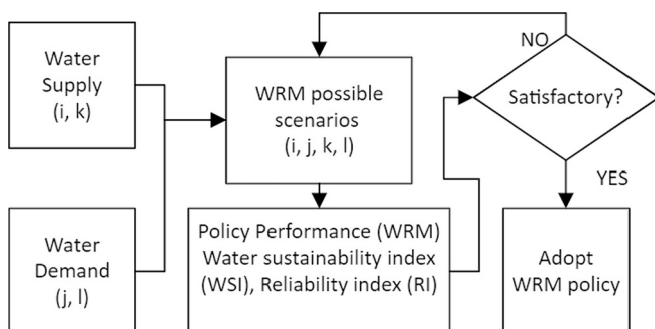 Water
Supply
(i, k)
WRM possible
scenarios
(i, j, k, l)
NO
Satisfactory?
YES
Water
Demand
(j, l)
Policy Performance (WRM)
Water sustainability index
(WSI), Reliability index (RI)
Adopt
WRM policy